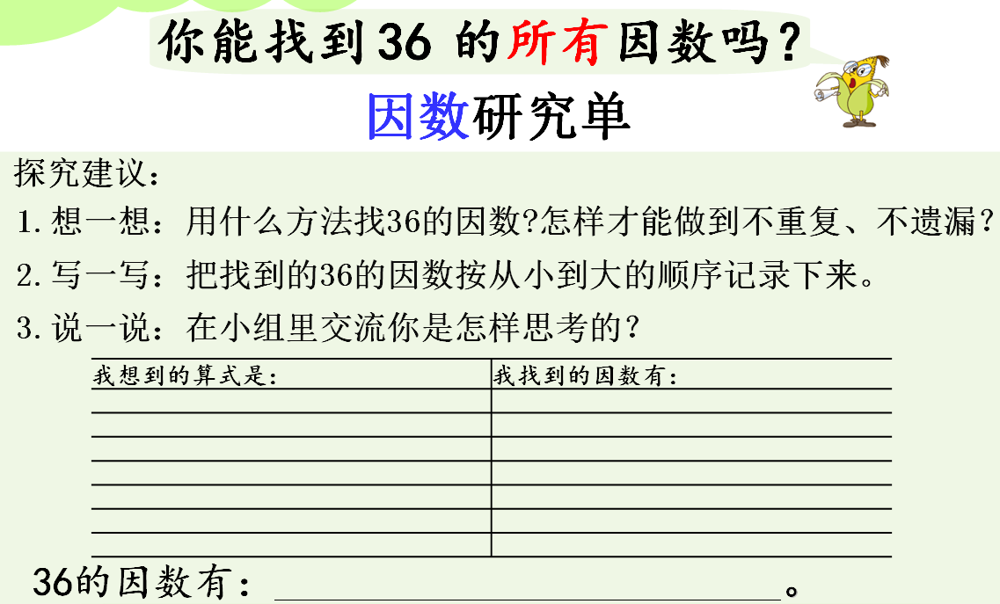 你能找到36 的所有因数吗？
因数研究单
探究建议：
1. 想一想：用什么方法找36的因数?怎样才能做到不重复、不遗�?
2. 写一写：把找到的36的因数按从小到大的顺序记录下来。
3. 说一说：在小组里交流你是怎样思考的?
我想到的算式是： 我找到的因数有：
36的因数有：____________________。